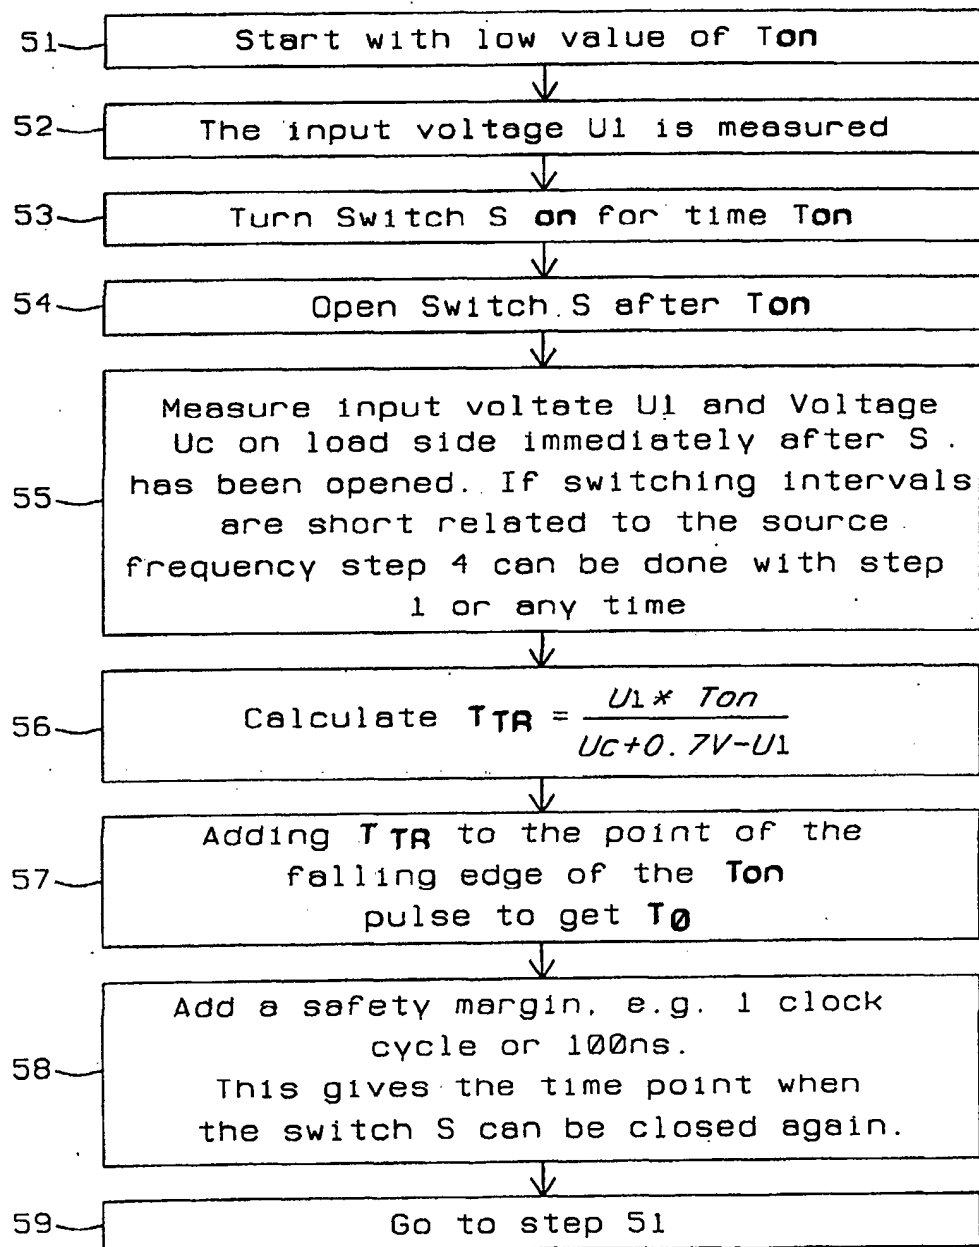 51 Start with low value of Ton
52 The input voltage U1 is measured
53 Turn Switch S on for time Ton
54 Open Switch S after Ton
Measure input voltate U1 and Voltage
Uc on load side immediately after S
55 has been opened. If switching intervals
are short related to the source
frequency step 4 can be done with step
1 or any time
56 Calculate TTR = U1* Ton / Uc+0.7V-U1
Adding TTR to the point of the
57 falling edge of the Ton
pulse to get T0
Add a safety margin, e.g. 1 clock
cycle or 100ns.
58 This gives the time point when
the switch S can be closed again.
59 Go to step 51